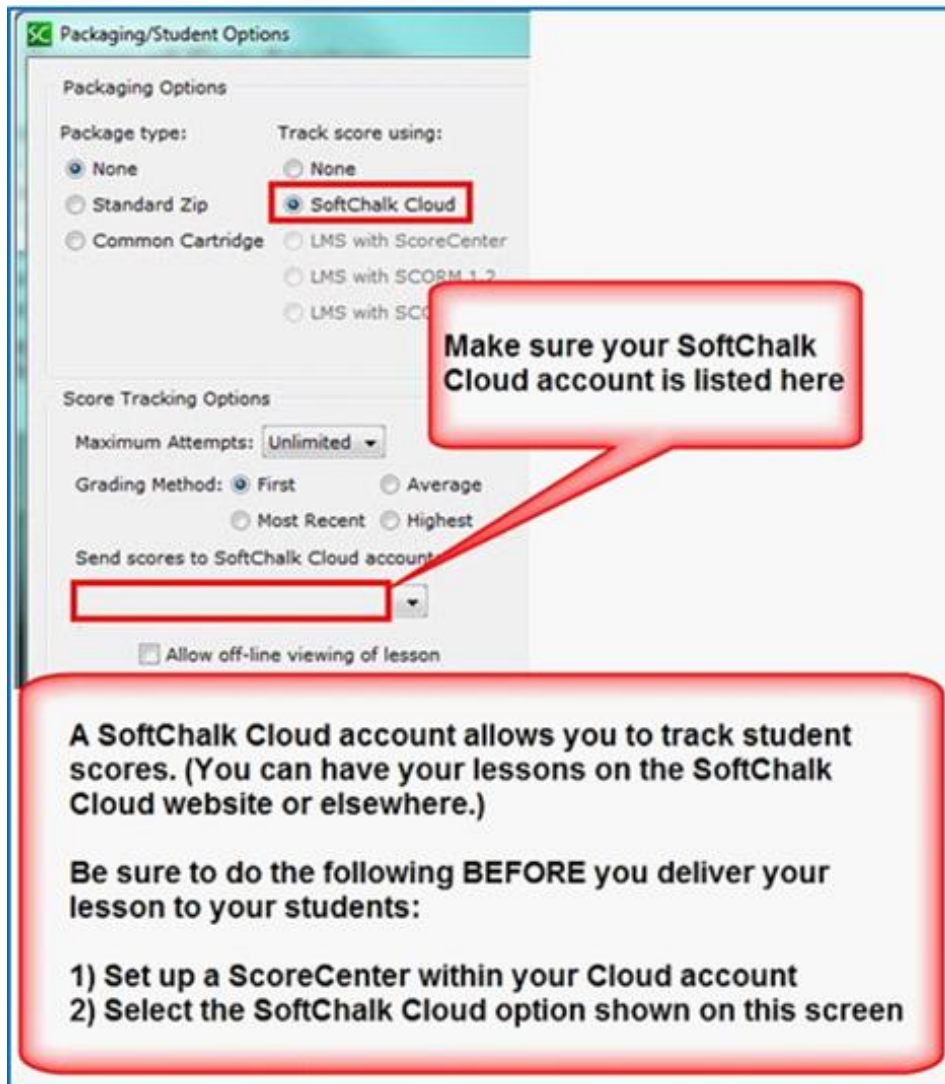 SC Packaging/Student Options
Packaging Options
Package type:
Track score using:
None
None
Standard Zip
SoftChalk Cloud
Common Cartridge
LMS with ScoreCenter
LMS with SCORM 1.2
LMS with
Make sure your SoftChalk
Cloud account is listed here
Score Tracking Options
Maximum Attempts: Unlimited
Grading Method: First Average
Most Recent Highest
Send scores to SoftChalk Cloud account
Allow off-line viewing of lesson
A SoftChalk Cloud account allows you to track student
scores. (You can have your lessons on the SoftChalk
Cloud website or elsewhere.)
Be sure to do the following BEFORE you deliver your
lesson to your students:
1) Set up a ScoreCenter within your Cloud account
2) Select the SoftChalk Cloud option shown on this screen